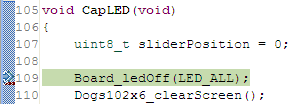 105 void CapLED(void)
106 {
107 uint8_t sliderPosition = 0;
108
109 Board_ledOff(LED_ALL);
110 Dogs102x6_clearScreen();